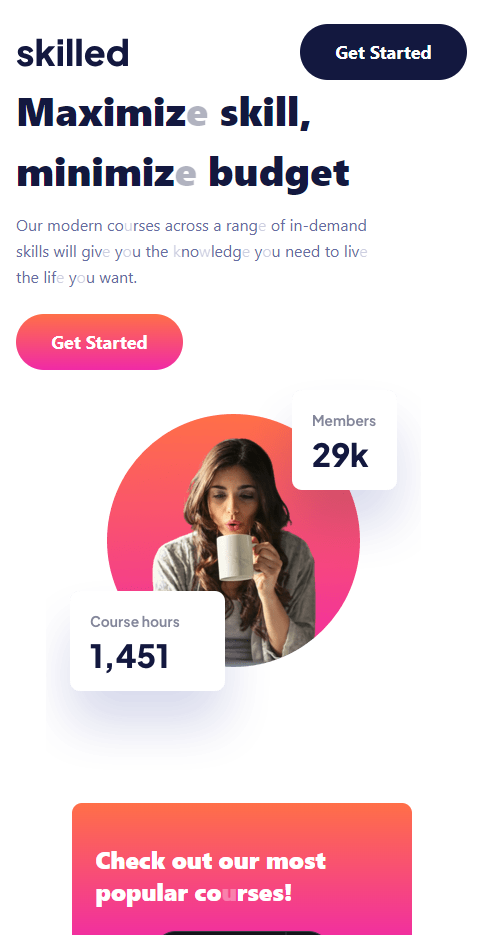 skilled
Get Started
Maximize skill,
minimize budget
Our modern courses across a range of in-demand
skills will give you the knowledge you need to live
the life you want.
Get Started
Members
29k
Course hours
1,451
Check out our most
popular courses!